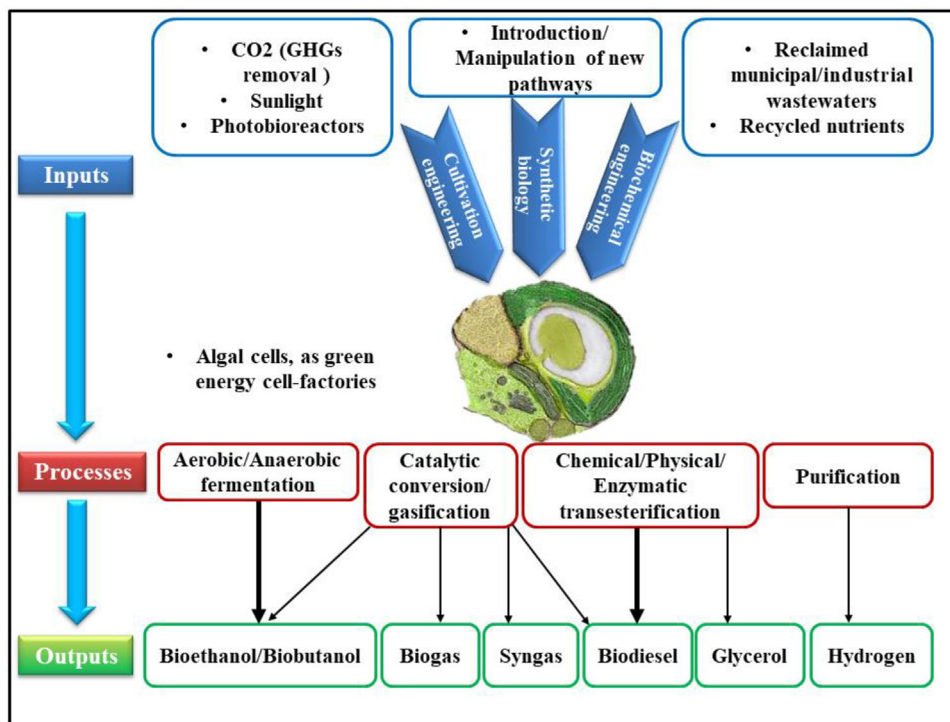 • CO2 (GHGs
removal )
• Sunlight
• Photobioreactors
• Introduction/
Manipulation of new
pathways
• Reclaimed
municipal/industrial
wastewaters
• Recycled nutrients
Inputs
Cultivation
engineering
Synthetic
biology
Biochemical
engineering
• Algal cells, as green
energy cell-factories
Processes
Aerobic/Anaerobic
fermentation
Catalytic
conversion/
gasification
Chemical/Physical/
Enzymatic
transesterification
Purification
Outputs
Bioethanol/Biobutanol
Biogas
Syngas
Biodiesel
Glycerol
Hydrogen